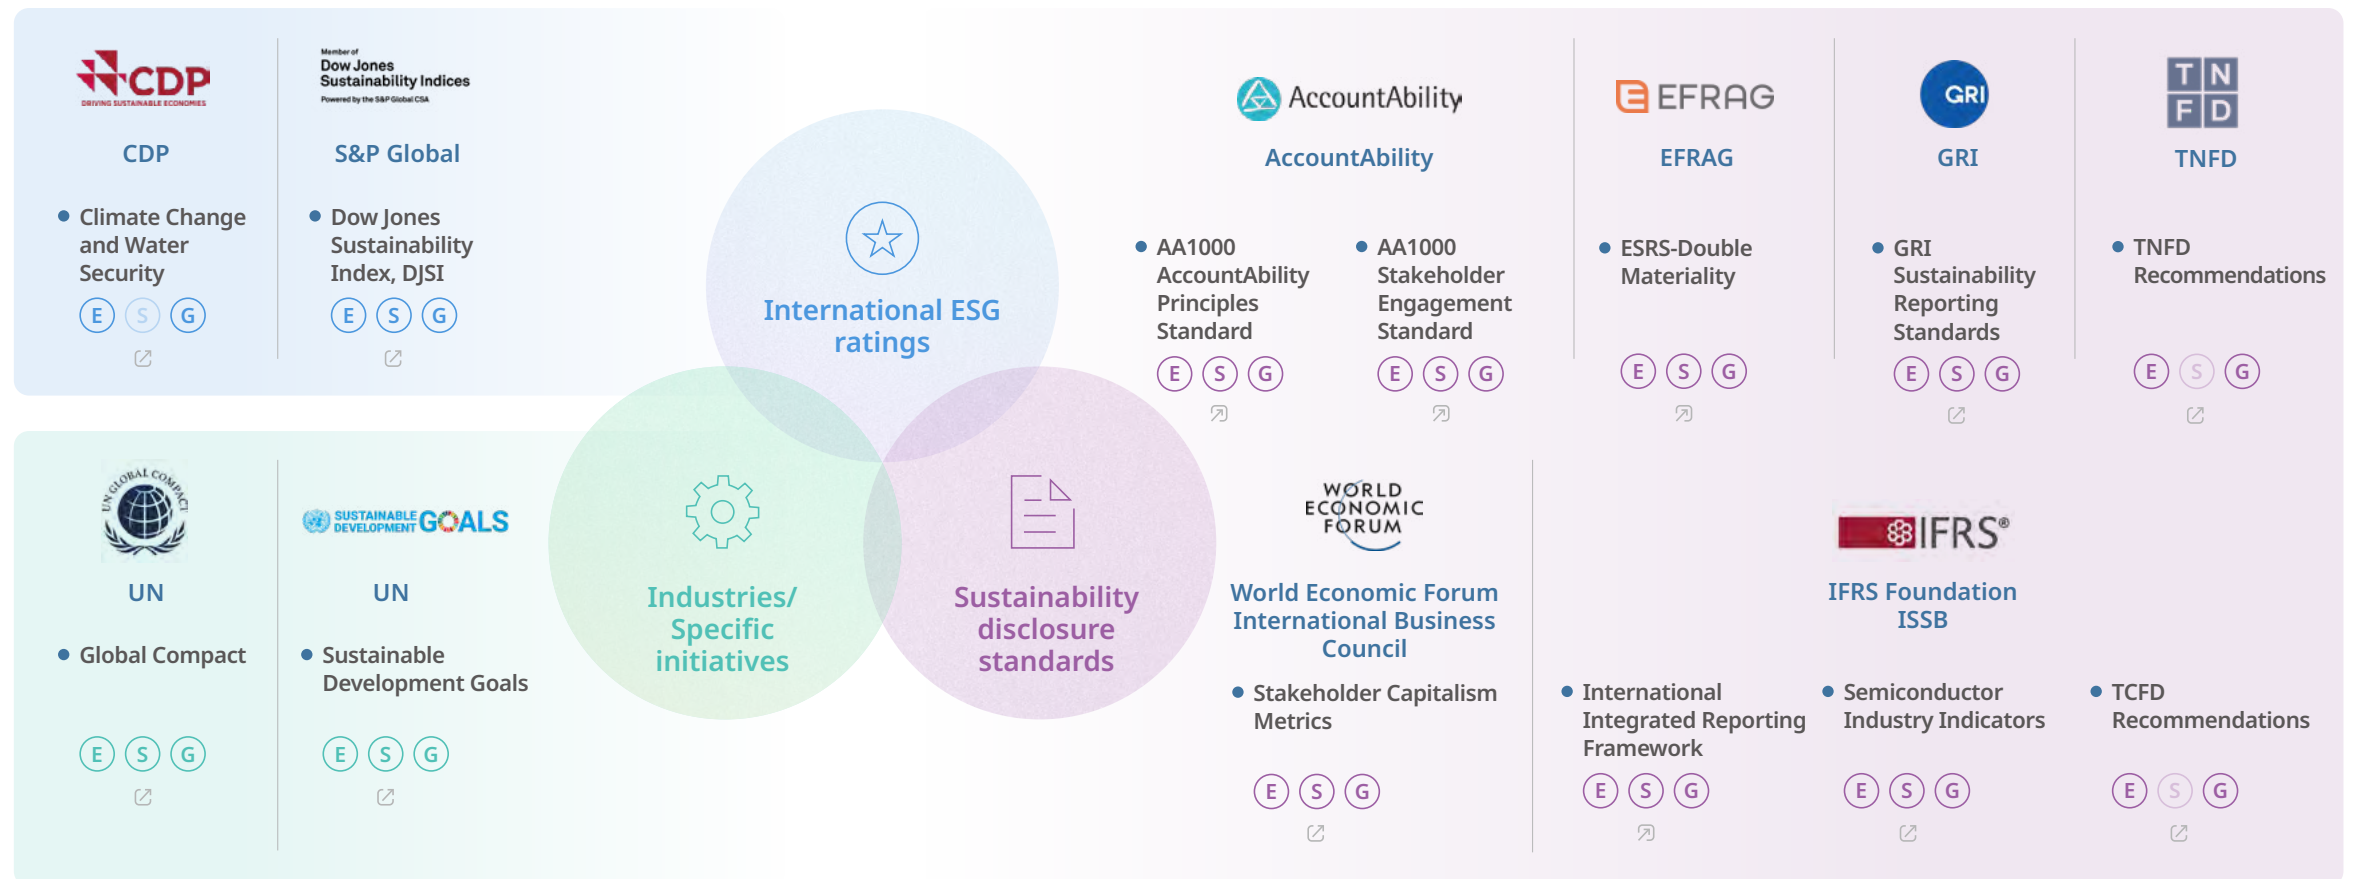 CDP
DRIVING SUSTAINABLE ECONOMIES
CDP
Climate Change
and Water
Security
E S G
Member of
Dow Jones
Sustainability Indices
Powered by the S&P Global CSA
S&P Global
Dow Jones
Sustainability
Index, DJSI
E S G
International ESG
ratings
Industries/
Specific
initiatives
Sustainability
disclosure
standards
AccountAbility
AccountAbility
AA1000
AccountAbility
Principles
Standard
E S G
AA1000
Stakeholder
Engagement
Standard
E S G
EFRAG
EFRAG
ESRS-Double
Materiality
E S G
GRI
GRI
GRI
Sustainability
Reporting
Standards
E S G
TN
FD
TNFD
TNFD
Recommendations
E S G
UN GLOBAL COMPACT
UN
Global Compact
E S G
SUSTAINABLE
DEVELOPMENT GOALS
UN
Sustainable
Development Goals
E S G
WORLD
ECONOMIC
FORUM
World Economic Forum
International Business
Council
Stakeholder Capitalism
Metrics
E S G
IFRS®
IFRS Foundation
ISSB
International
Integrated Reporting
Framework
E S G
Semiconductor
Industry Indicators
E S G
TCFD
Recommendations
E S G